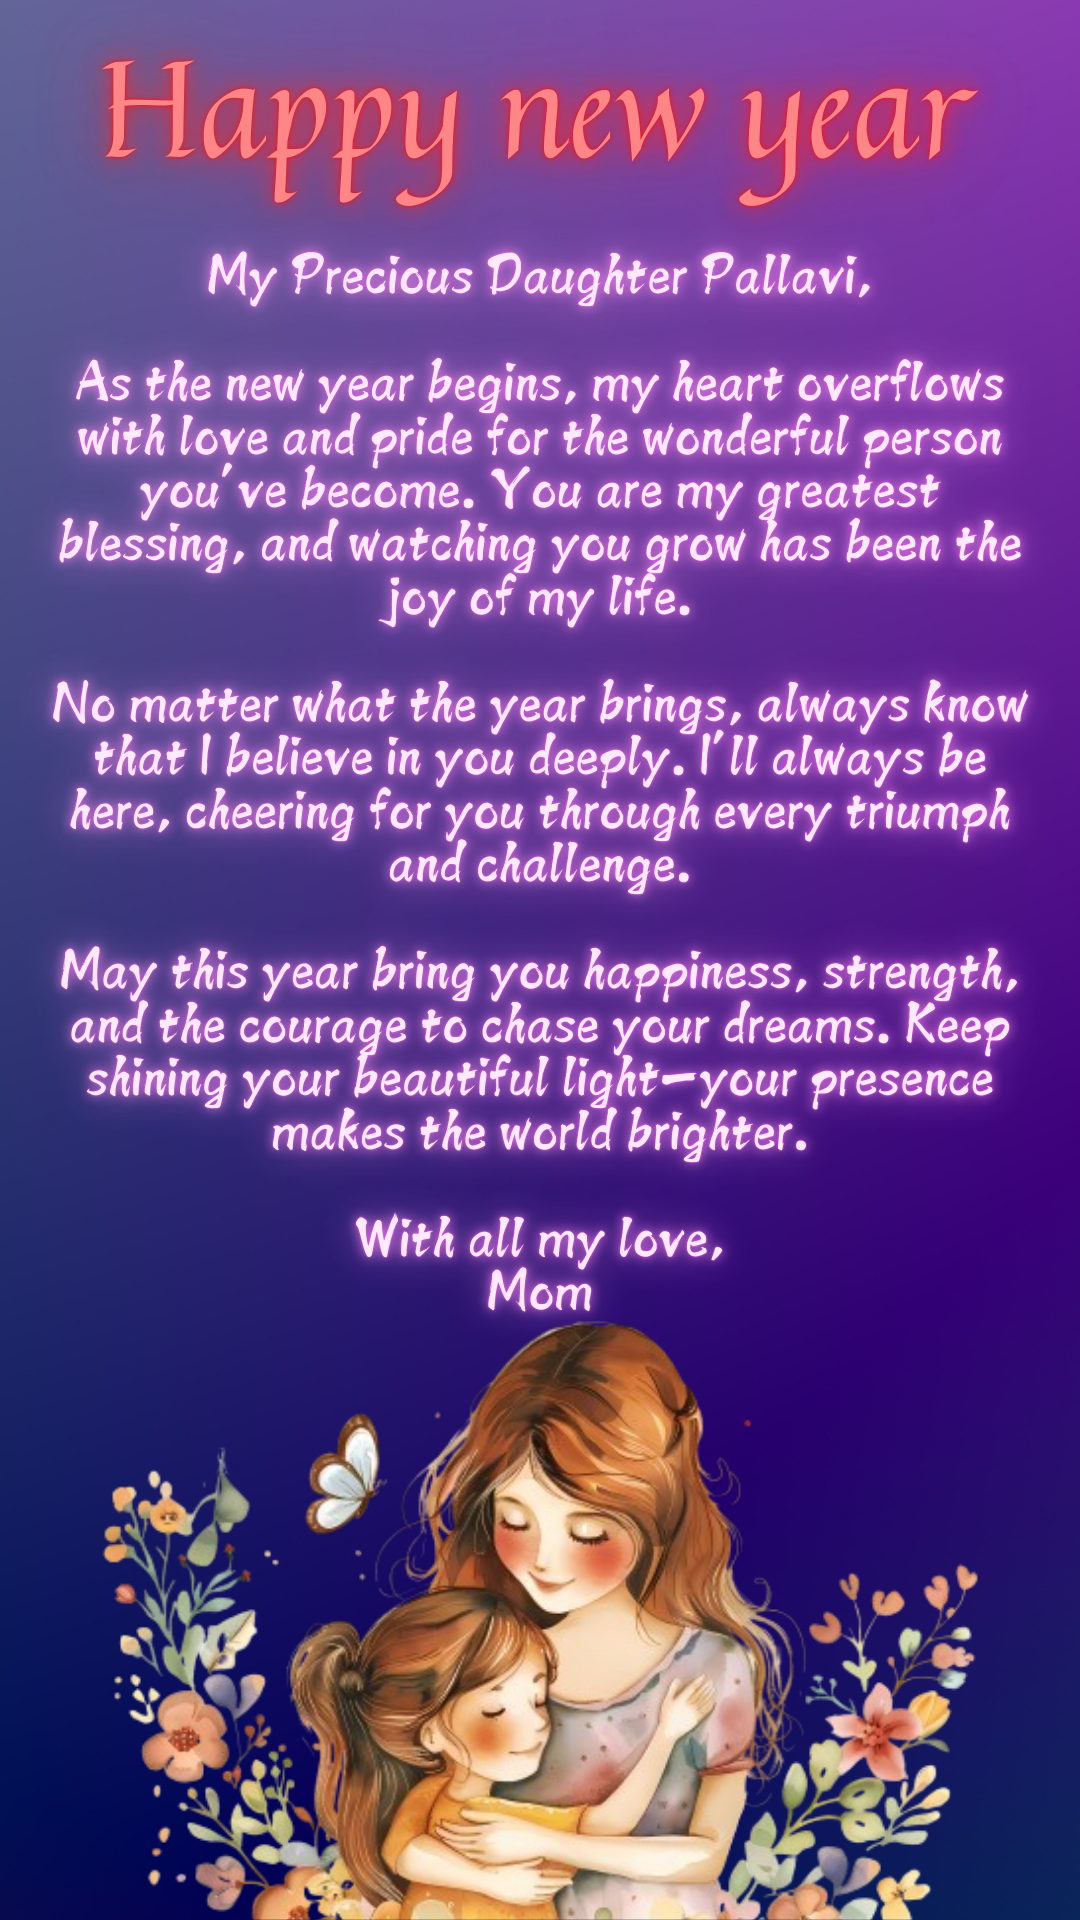 Happy new year
My Precious Daughter Pallavi,
As the new year begins, my heart overflows
with love and pride for the wonderful person
you've become. You are my greatest
blessing, and watching you grow has been the
joy of my life.
No matter what the year brings, always know
that I believe in you deeply. I'll always be
here, cheering for you through every triumph
and challenge.
May this year bring you happiness, strength,
and the courage to chase your dreams. Keep
shining your beautiful light—your presence
makes the world brighter.
With all my love,
Mom